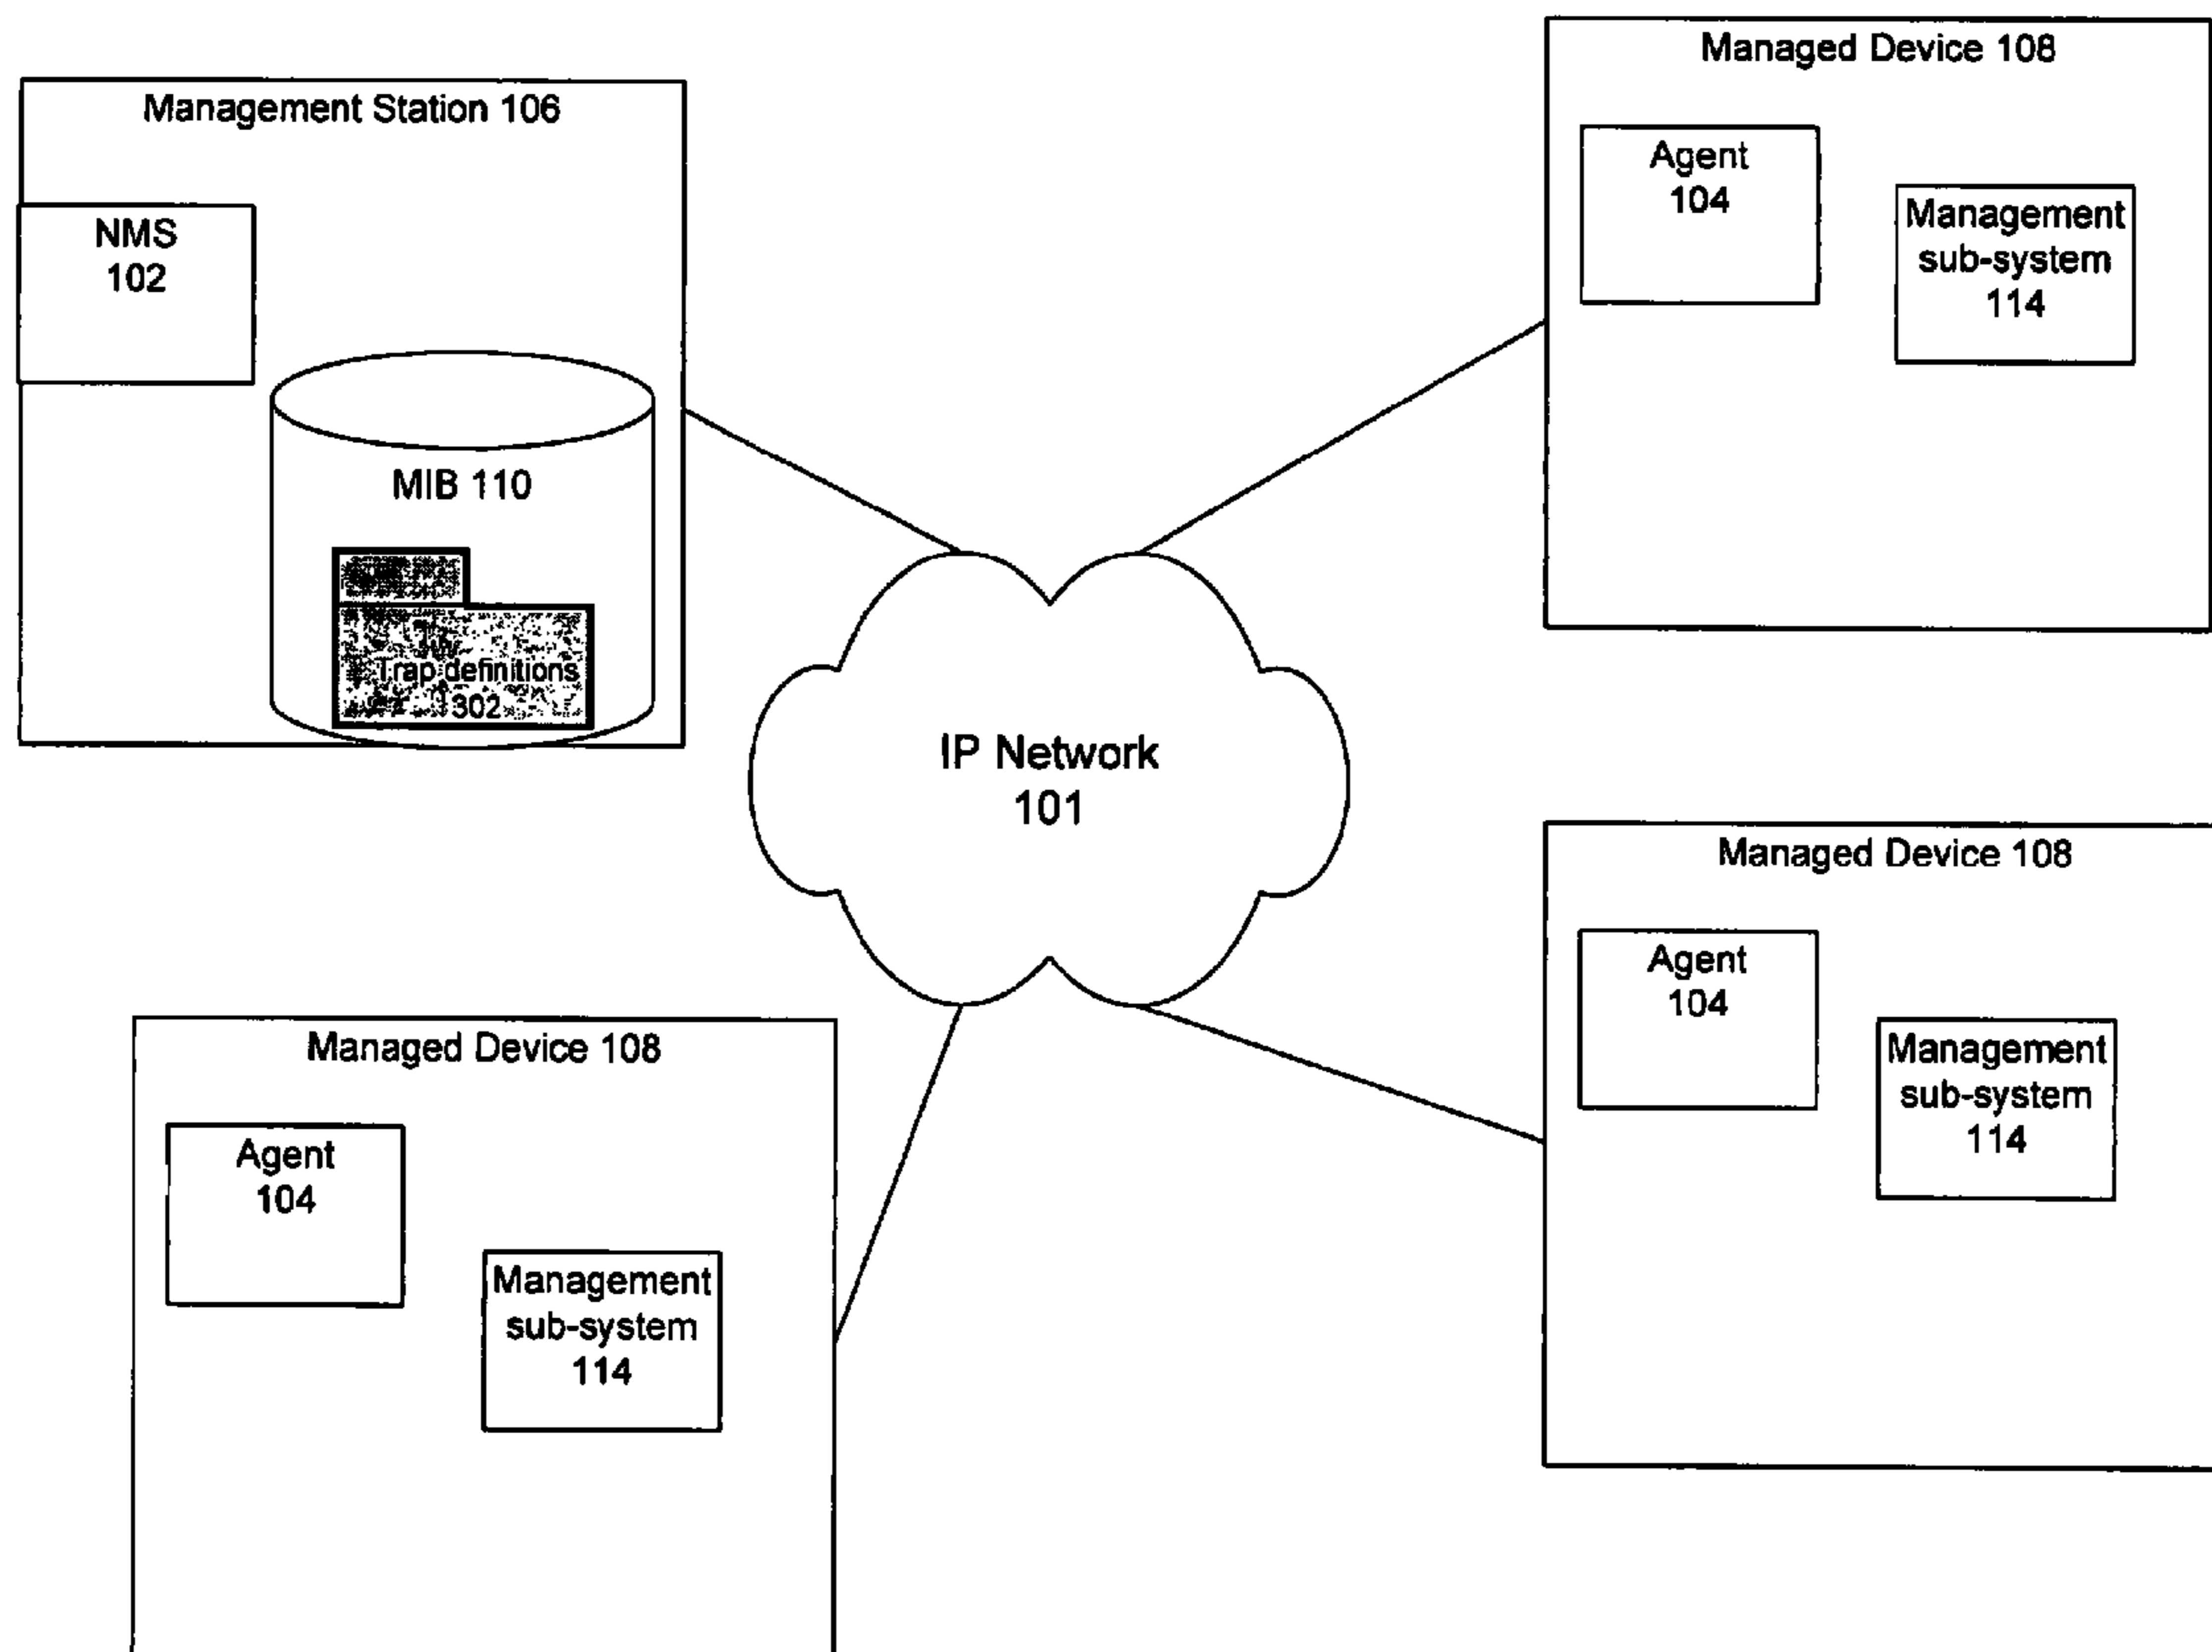 Management Station 106
NMS
102
MIB 110
Trap definitions
302
Managed Device 108
Agent
104
Management
sub-system
114
IP Network
101
Managed Device 108
Agent
104
Management
sub-system
114
Managed Device 108
Agent
104
Management
sub-system
114